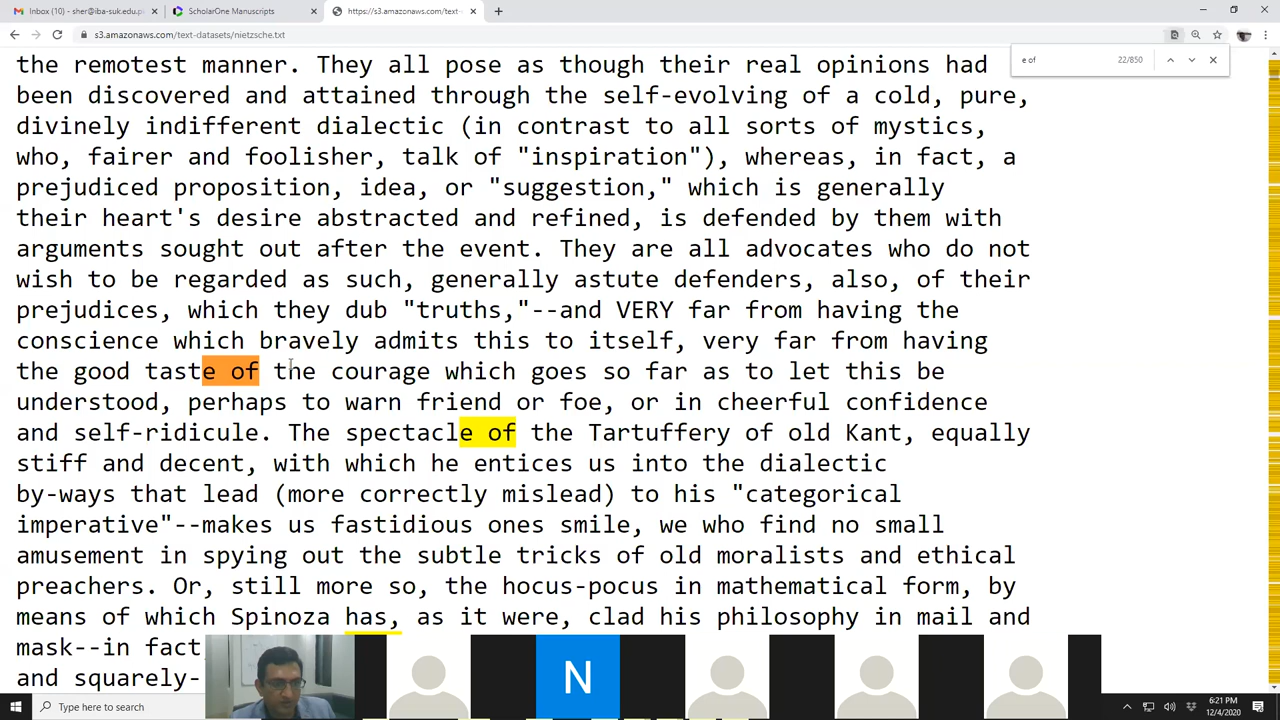 Inbox (10) - sher@iba-suk.edu.p
ScholarOne Manuscripts
https://s3.amazonaws.com/text-
s3.amazonaws.com/text-datasets/nietzsche.txt
e of
22/850
the remotest manner. They all pose as though their real opinions had
been discovered and attained through the self-evolving of a cold, pure,
divinely indifferent dialectic (in contrast to all sorts of mystics,
who, fairer and foolisher, talk of "inspiration"), whereas, in fact, a
prejudiced proposition, idea, or "suggestion," which is generally
their heart's desire abstracted and refined, is defended by them with
arguments sought out after the event. They are all advocates who do not
wish to be regarded as such, generally astute defenders, also, of their
prejudices, which they dub "truths,"--and VERY far from having the
conscience which bravely admits this to itself, very far from having
the good taste of the courage which goes so far as to let this be
understood, perhaps to warn friend or foe, or in cheerful confidence
and self-ridicule. The spectacle of the Tartuffery of old Kant, equally
stiff and decent, with which he entices us into the dialectic
by-ways that lead (more correctly mislead) to his "categorical
imperative"--makes us fastidious ones smile, we who find no small
amusement in spying out the subtle tricks of old moralists and ethical
preachers. Or, still more so, the hocus-pocus in mathematical form, by
means of which Spinoza has, as it were, clad his philosophy in mail and
mask--in fact
and squarely-
N
Type here to search
6:21 PM
12/4/2020